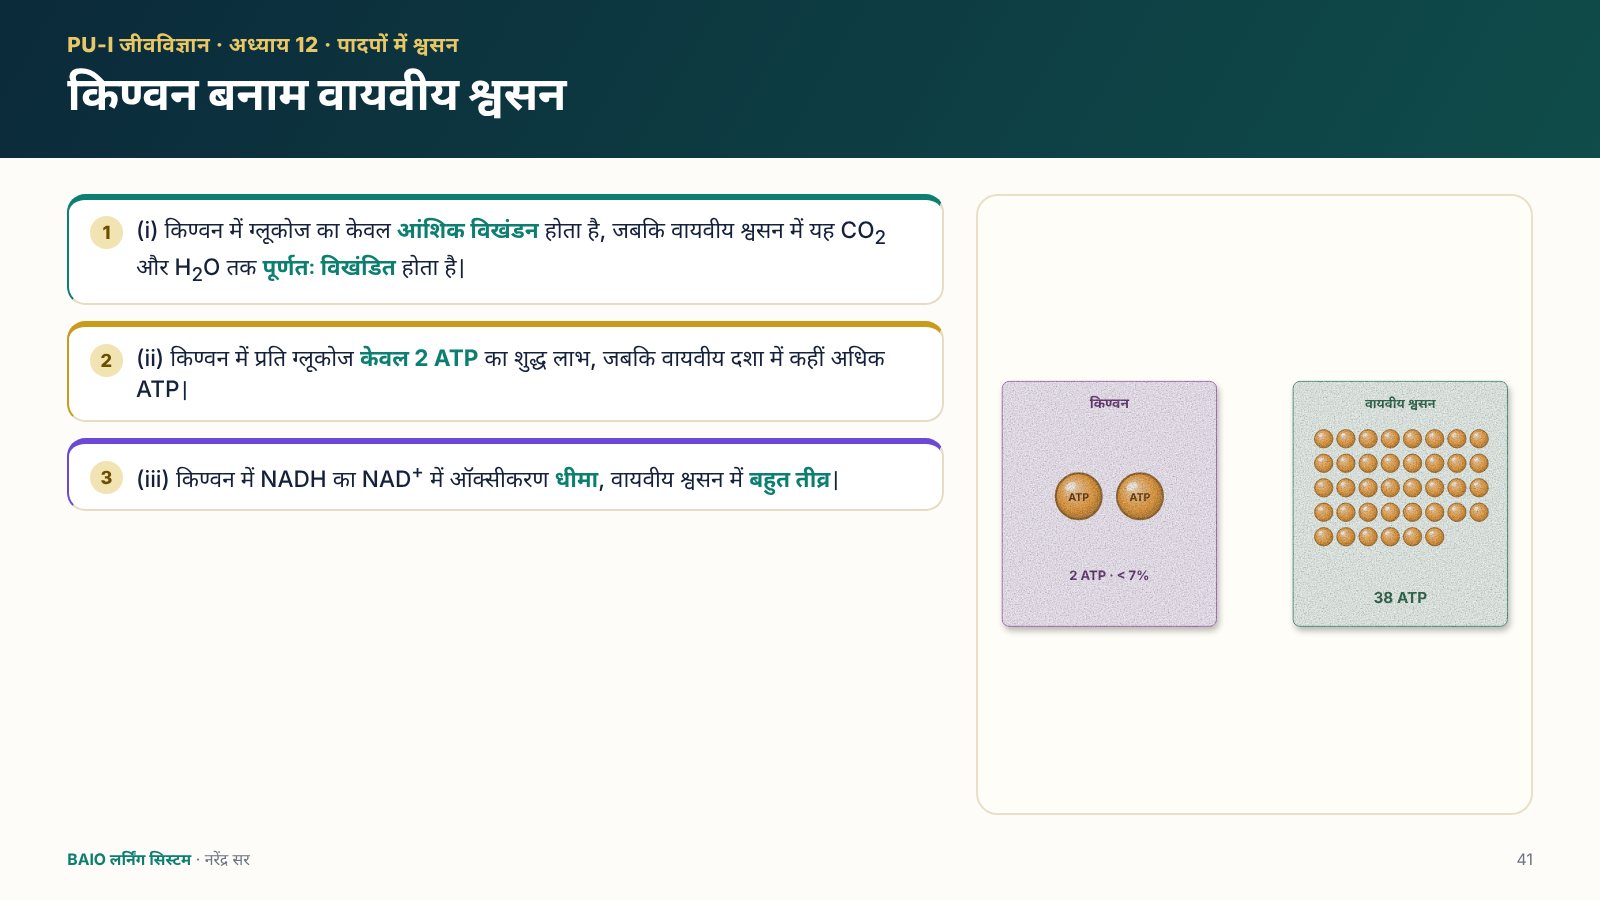 PU-I जीवविज्ञान · अध्याय 12 · पादपों में श्वसन
किण्वन बनाम वायवीय श्वसन
1 (i) किण्वन में ग्लूकोज का केवल आंशिक विखंडन होता है, जबकि वायवीय श्वसन में यह CO₂
और H₂O तक पूर्णतः विखंडित होता है|
2 (ii) किण्वन में प्रति ग्लूकोज केवल 2 ATP का शुद्ध लाभ, जबकि वायवीय दशा में कहीं अधिक
ATP|
3 (iii) किण्वन में NADH का NAD⁺ में ऑक्सीकरण धीमा, वायवीय श्वसन में बहुत तीव्र|
किण्वन
ATP ATP
2 ATP · < 7%
वायवीय श्वसन
38 ATP
BAIO लर्निंग सिस्टम · नरेंद्र सर
41